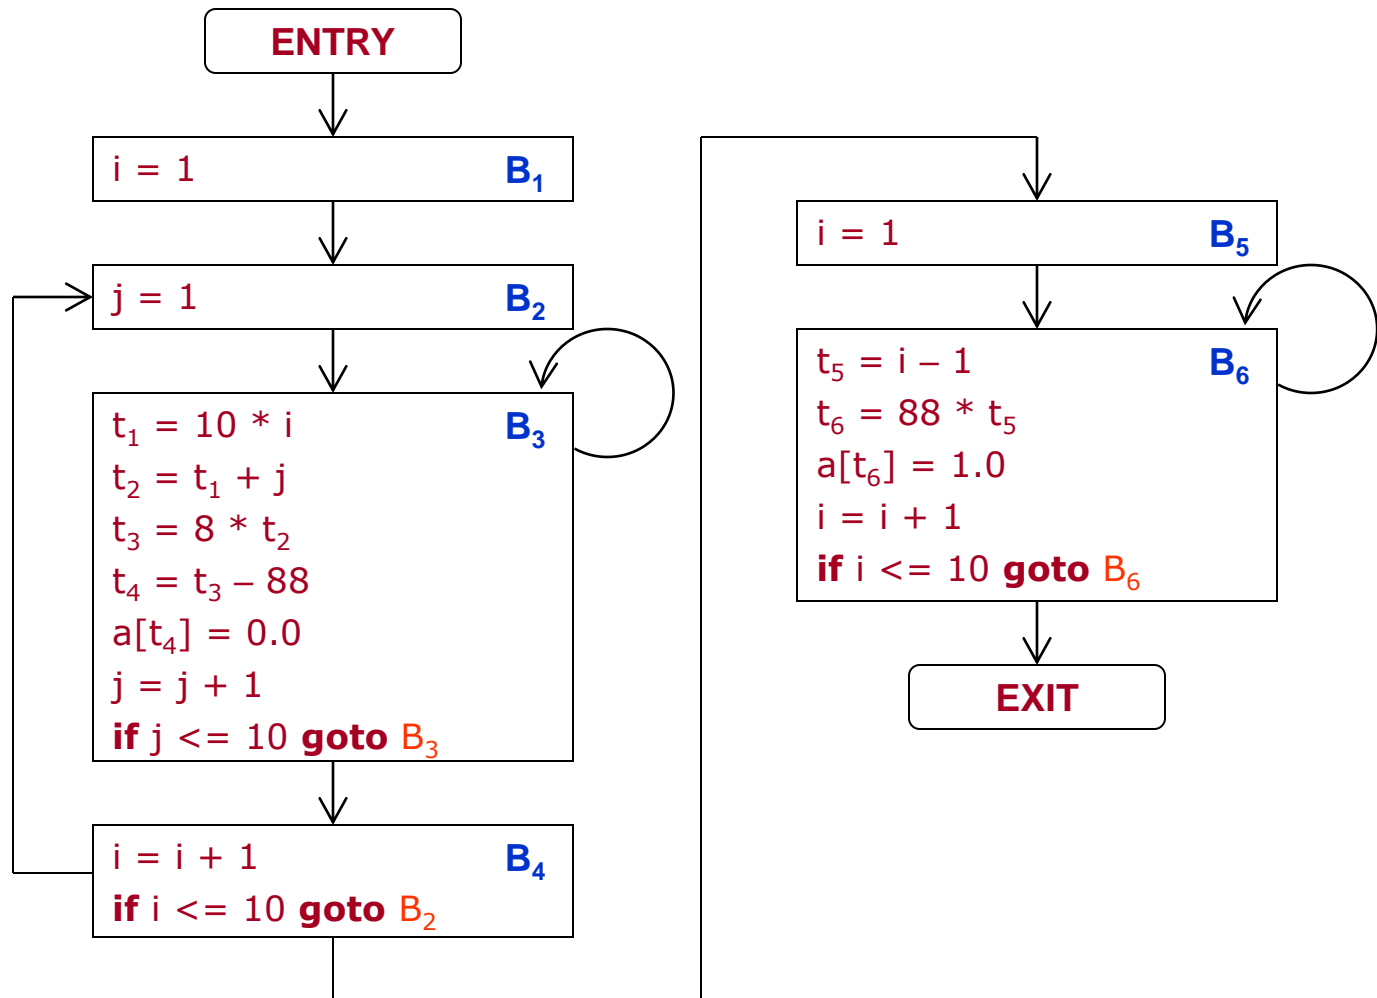 ENTRY
i = 1 B₁
j = 1 B₂
t₁ = 10 * i B₃
t₂ = t₁ + j
t₃ = 8 * t₂
t₄ = t₃ – 88
a[t₄] = 0.0
j = j + 1
if j <= 10 goto B₃
i = i + 1 B₄
if i <= 10 goto B₂
i = 1 B₅
t₅ = i – 1 B₆
t₆ = 88 * t₅
a[t₆] = 1.0
i = i + 1
if i <= 10 goto B₆
EXIT